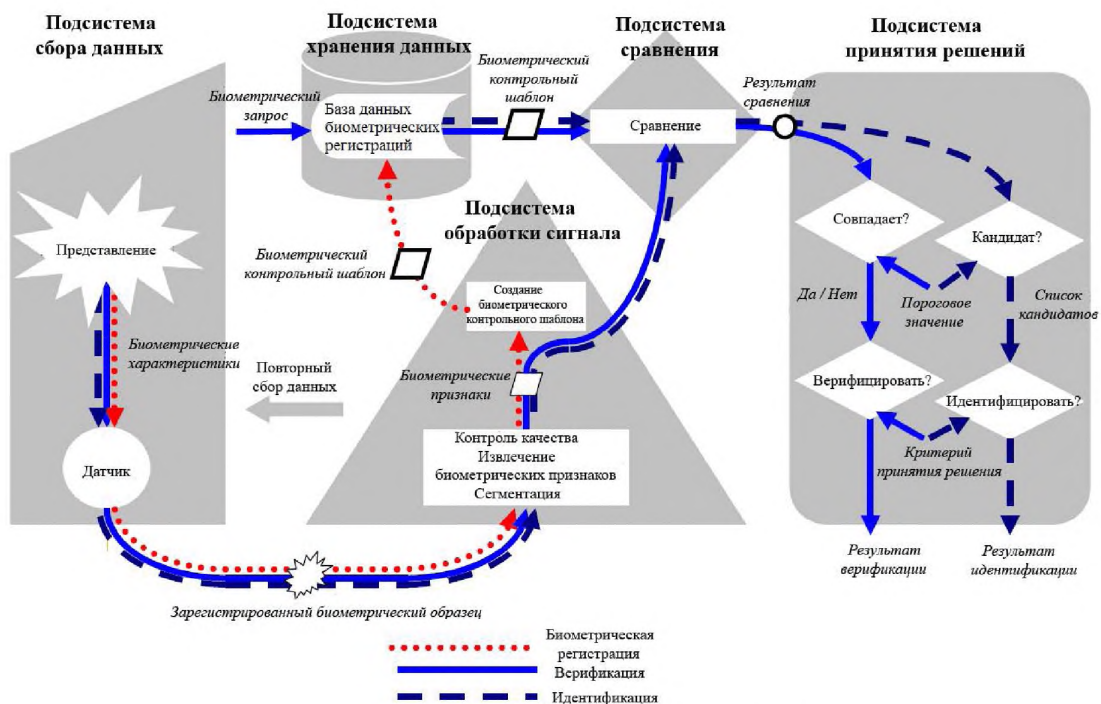 Подсистема
сбора данных
Подсистема
хранения данных
Подсистема
сравнения
Подсистема
принятия решений
Биометрический
запрос
База данных
биометрических
регистраций
Биометрический
контрольный
шаблон
Сравнение
Результат
сравнения
Представление
Биометрический
контрольный шаблон
Подсистема
обработки сигнала
Создание
биометрического
контрольного шаблона
Совпадает?
Кандидат?
Да / Нет
Пороговое
значение
Список
кандидатов
Биометрические
характеристики
Повторный
сбор данных
Биометрические
признаки
Верифицировать?
Идентифицировать?
Датчик
Контроль качества
Извлечение
биометрических признаков
Сегментация
Критерий
принятия решения
Результат
верификации
Результат
идентификации
Зарегистрированный биометрический образец
Биометрическая
регистрация
Верификация
Идентификация